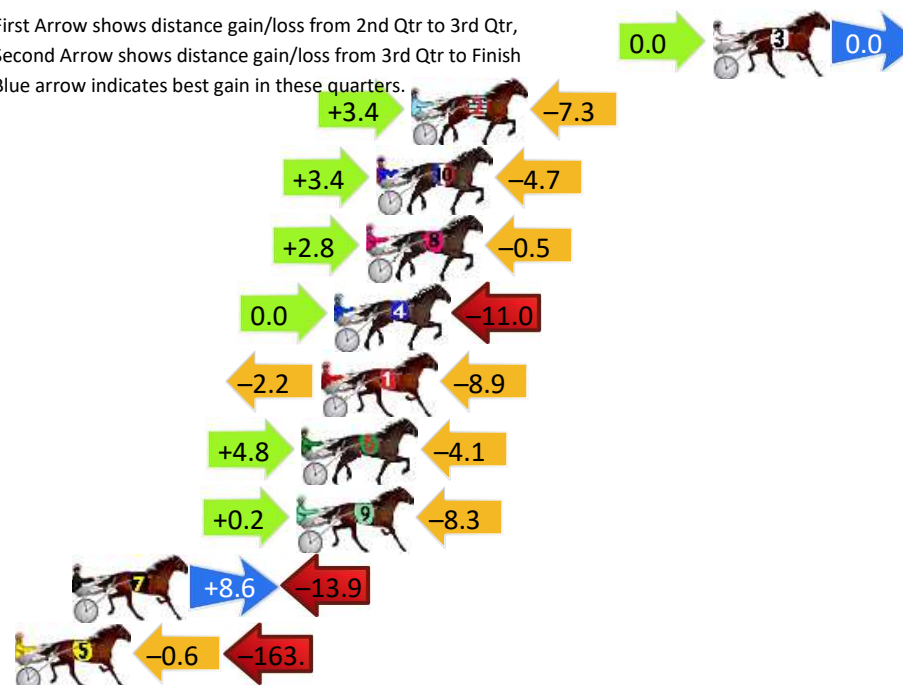 First Arrow shows distance gain/loss from 2nd Qtr to 3rd Qtr,
Second Arrow shows distance gain/loss from 3rd Qtr to Finish
Blue arrow indicates best gain in these quarters.
0.0 3 0.0
+3.4 2 –7.3
+3.4 10 –4.7
+2.8 8 –0.5
0.0 4 –11.0
–2.2 1 –8.9
+4.8 –4.1
+0.2 9 –8.3
7 +8.6 –13.9
5 –0.6 –163.